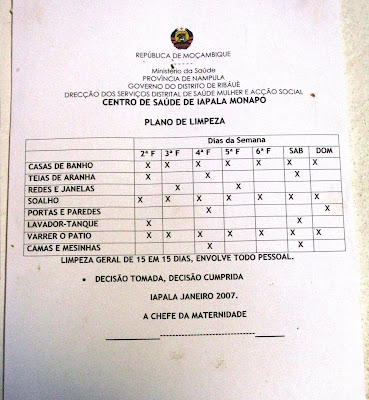 REPÚBLICA DE MOÇAMBIQUE
------
Ministério da Saúde
PROVÍNCIA DE NAMPULA
GOVERNO DO DISTRITO DE RIBÁUÈ
DIRECÇÃO DOS SERVIÇOS DISTRITAL DE SAÚDE MULHER E ACÇÃO SOCIAL
CENTRO DE SAÚDE DE IAPALA MONAPO
PLANO DE LIMPEZA
Dias da Semana
2ª F 3ª F 4ª F 5ª F 6ª F SAB DOM
CASAS DE BANHO X X X X X X X
TEIAS DE ARANHA X X X
REDES E JANELAS X X
SOALHO X X X X X X X
PORTAS E PAREDES X X
LAVADOR-TANQUE X X
VARRER O PATIO X X X X X X X
CAMAS E MESINHAS X X
LIMPEZA GERAL DE 15 EM 15 DIAS, ENVOLVE TODO PESSOAL.
• DECISÃO TOMADA, DECISÃO CUMPRIDA
IAPALA JANEIRO 2007.
A CHEFE DA MATERNIDADE